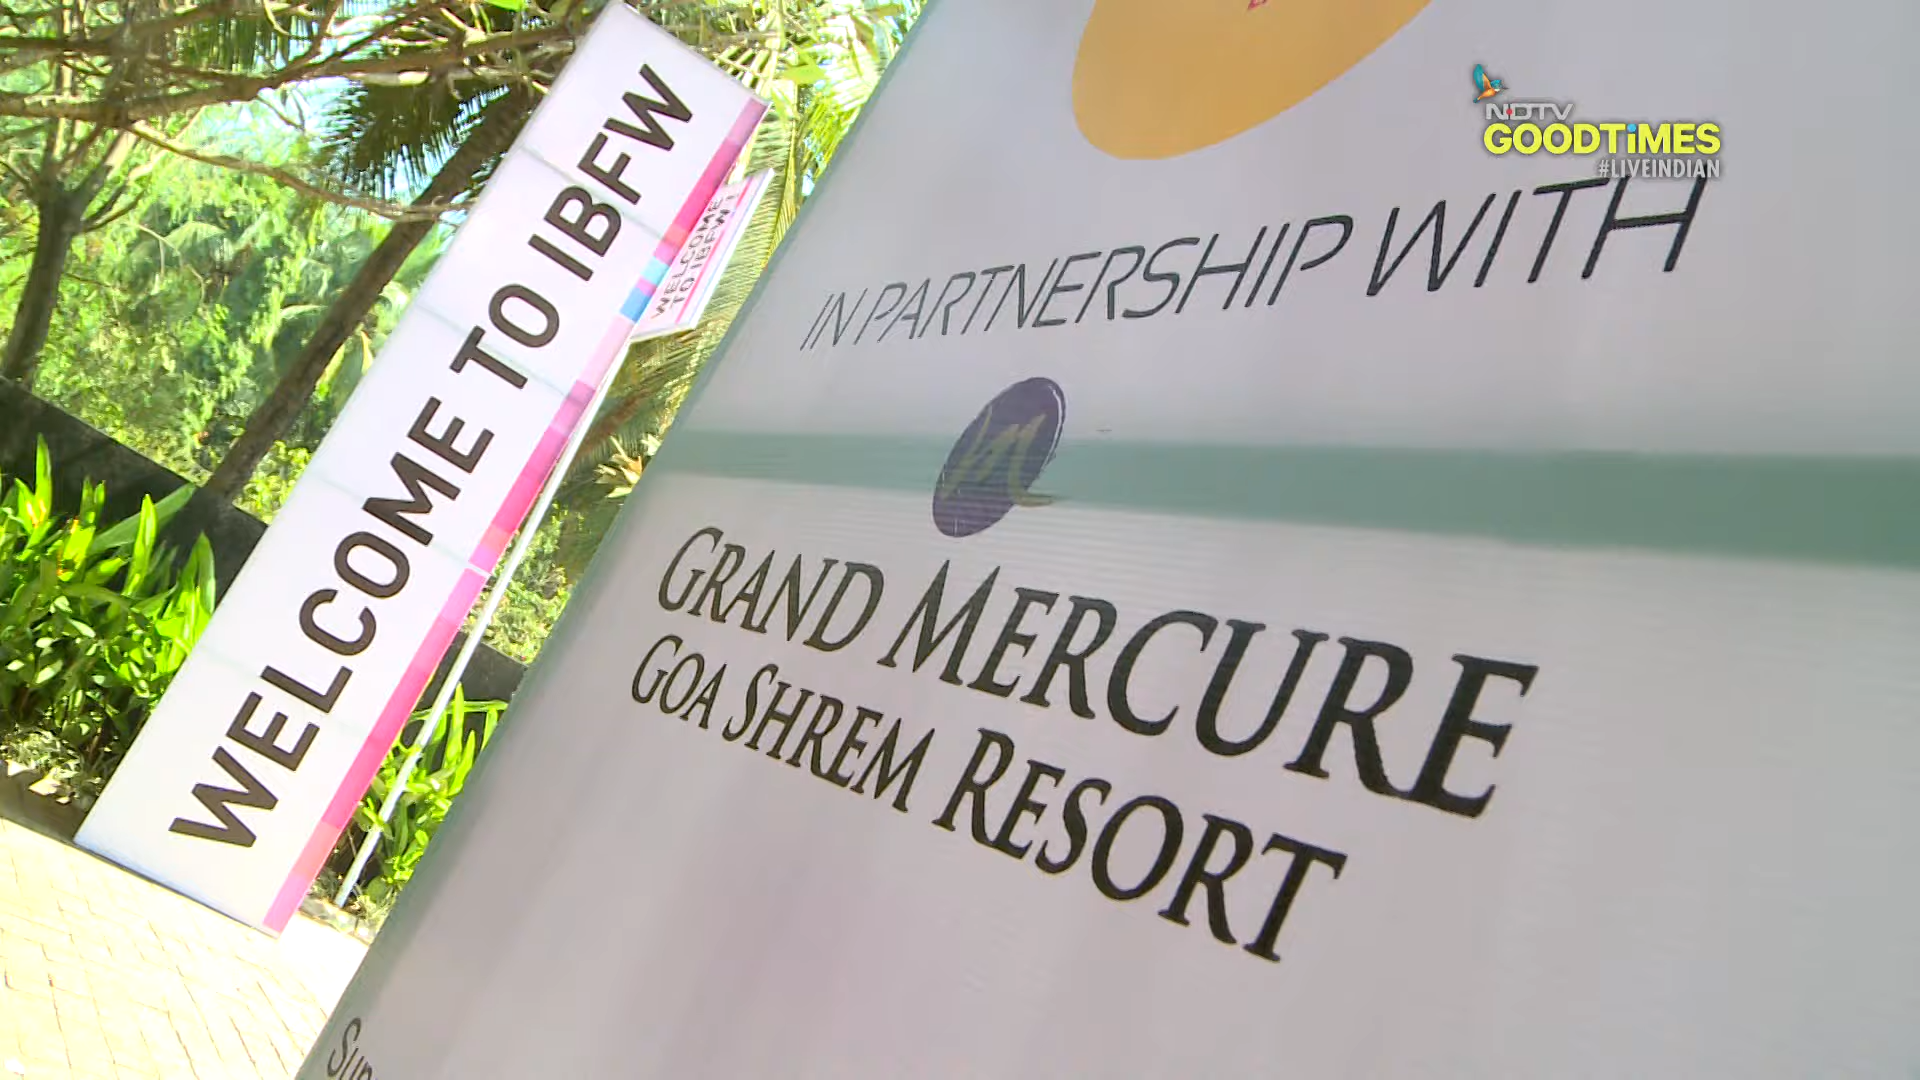 WELCOME TO IBFW
WELCOME
TO IBFW
NDTV
GOODTiMES
#LIVEINDIAN
IN PARTNERSHIP WITH
m
GRAND MERCURE
GOA SHREM RESORT